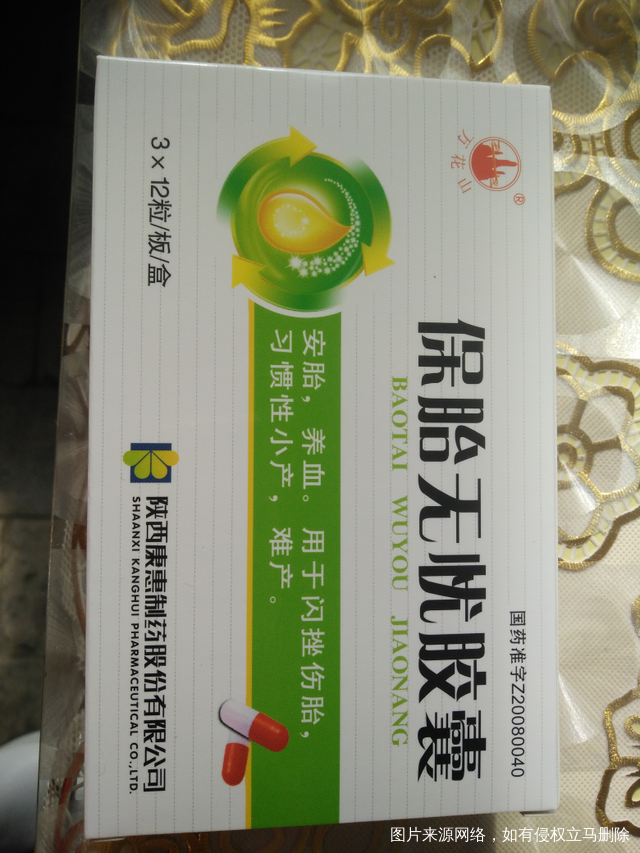 万花山
®
国药准字Z20080040
保胎无忧胶囊
BAOTAI WUYOU JIAONANG
安胎，养血。用于闪挫伤胎，
习惯性小产，难产。
3×12粒/板/盒
陕西康惠制药股份有限公司
SHAANXI KANGHUI PHARMACEUTICAL CO.,LTD.
图片来源网络，如有侵权立马删除